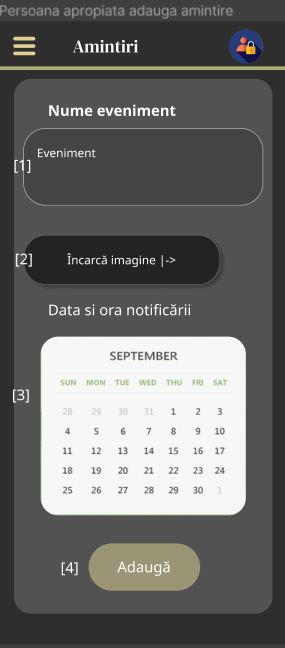 Persoana apropiata adauga amintire
Amintiri
Nume eveniment
Eveniment
[1]
[2]
Încarcă imagine |->
Data si ora notificării
SEPTEMBER
SUN MON TUE WED THU FRI SAT
28 29 30 31 1 2 3
[3]
4 5 6 7 8 9 10
11 12 13 14 15 16 17
18 19 20 21 22 23 24
25 26 27 28 29 30 1
[4]
Adaugă